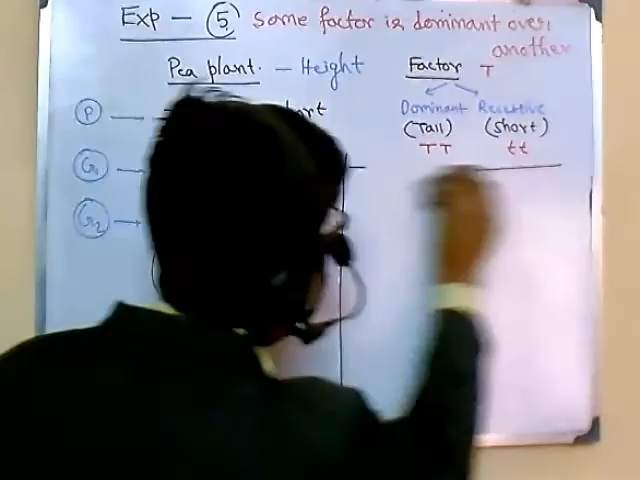 Exp - 5 some factor is dominant over
another
Pea plant. - Height
Factor T
P
Dominant Recessive
(Tall) (short)
TT tt
G1
G2